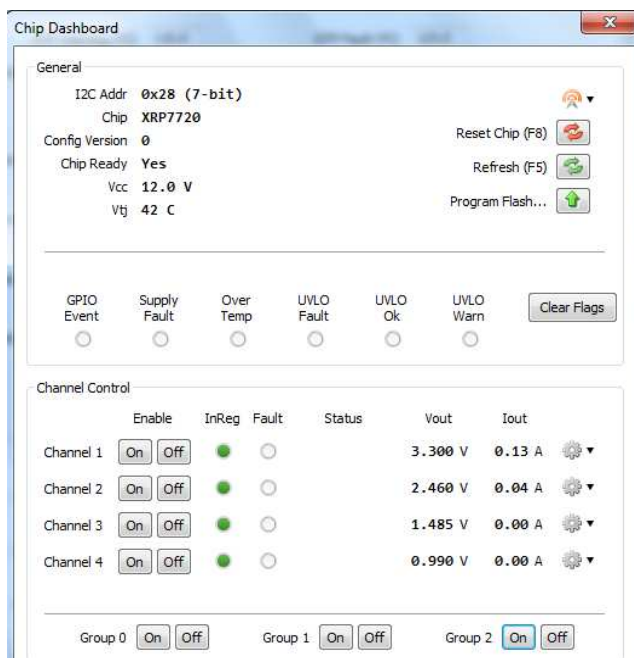 Chip Dashboard
General
I2C Addr 0x28 (7-bit)
Chip XRP7720
Config Version 0
Chip Ready Yes
Vcc 12.0 V
Vtj 42 C
Reset Chip (F8)
Refresh (F5)
Program Flash...
GPIO Event
Supply Fault
Over Temp
UVLO Fault
UVLO Ok
UVLO Warn
Clear Flags
Channel Control
Enable InReg Fault Status Vout Iout
Channel 1 On Off 3.300 V 0.13 A
Channel 2 On Off 2.460 V 0.04 A
Channel 3 On Off 1.485 V 0.00 A
Channel 4 On Off 0.990 V 0.00 A
Group 0 On Off Group 1 On Off Group 2 On Off